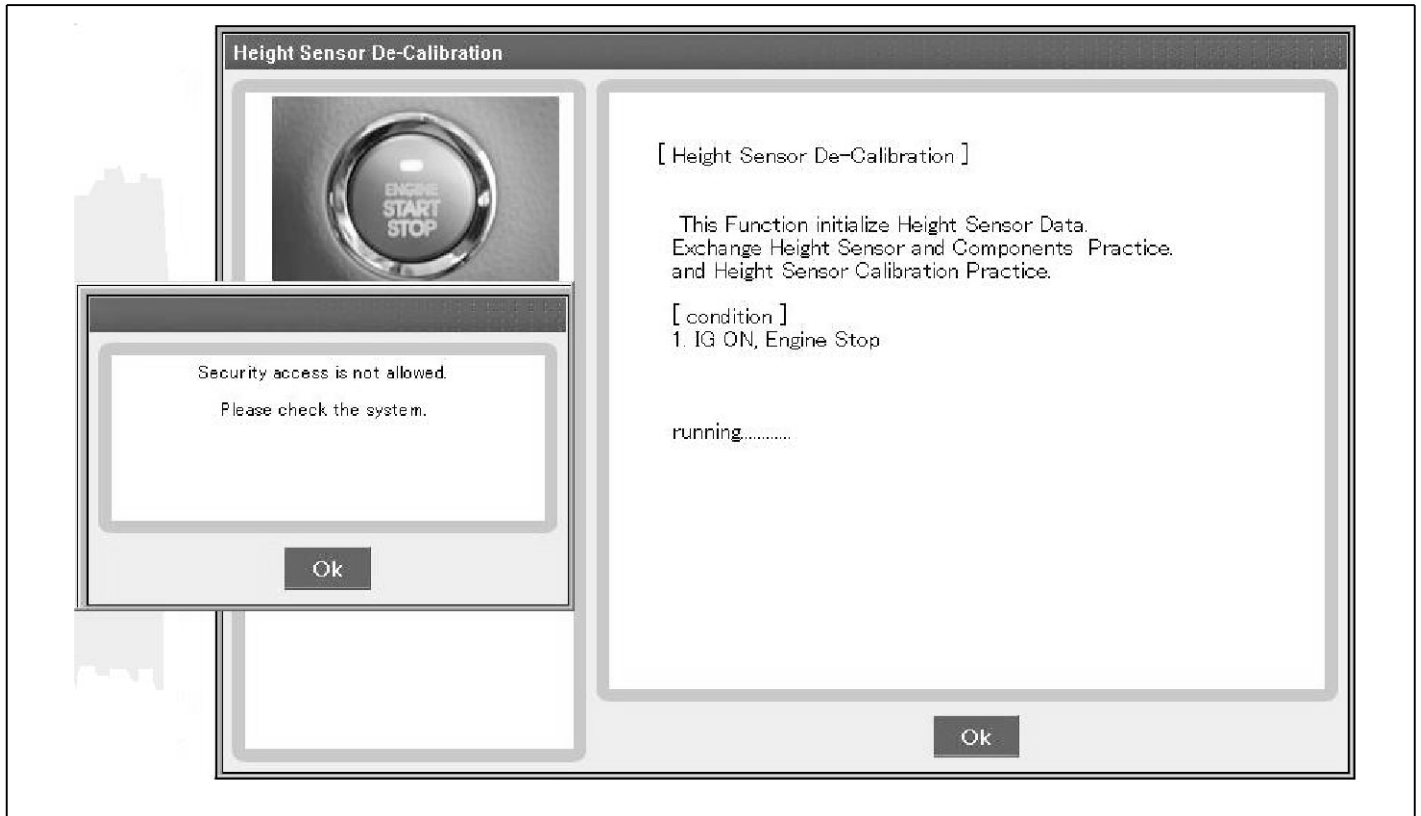 Height Sensor De-Calibration
ENGINE
START
STOP
[ Height Sensor De-Calibration ]
This Function initialize Height Sensor Data.
Exchange Height Sensor and Components Practice.
and Height Sensor Calibration Practice.
[ condition ]
1. IG ON, Engine Stop
running...........
Ok
Security access is not allowed.
Please check the system.
Ok